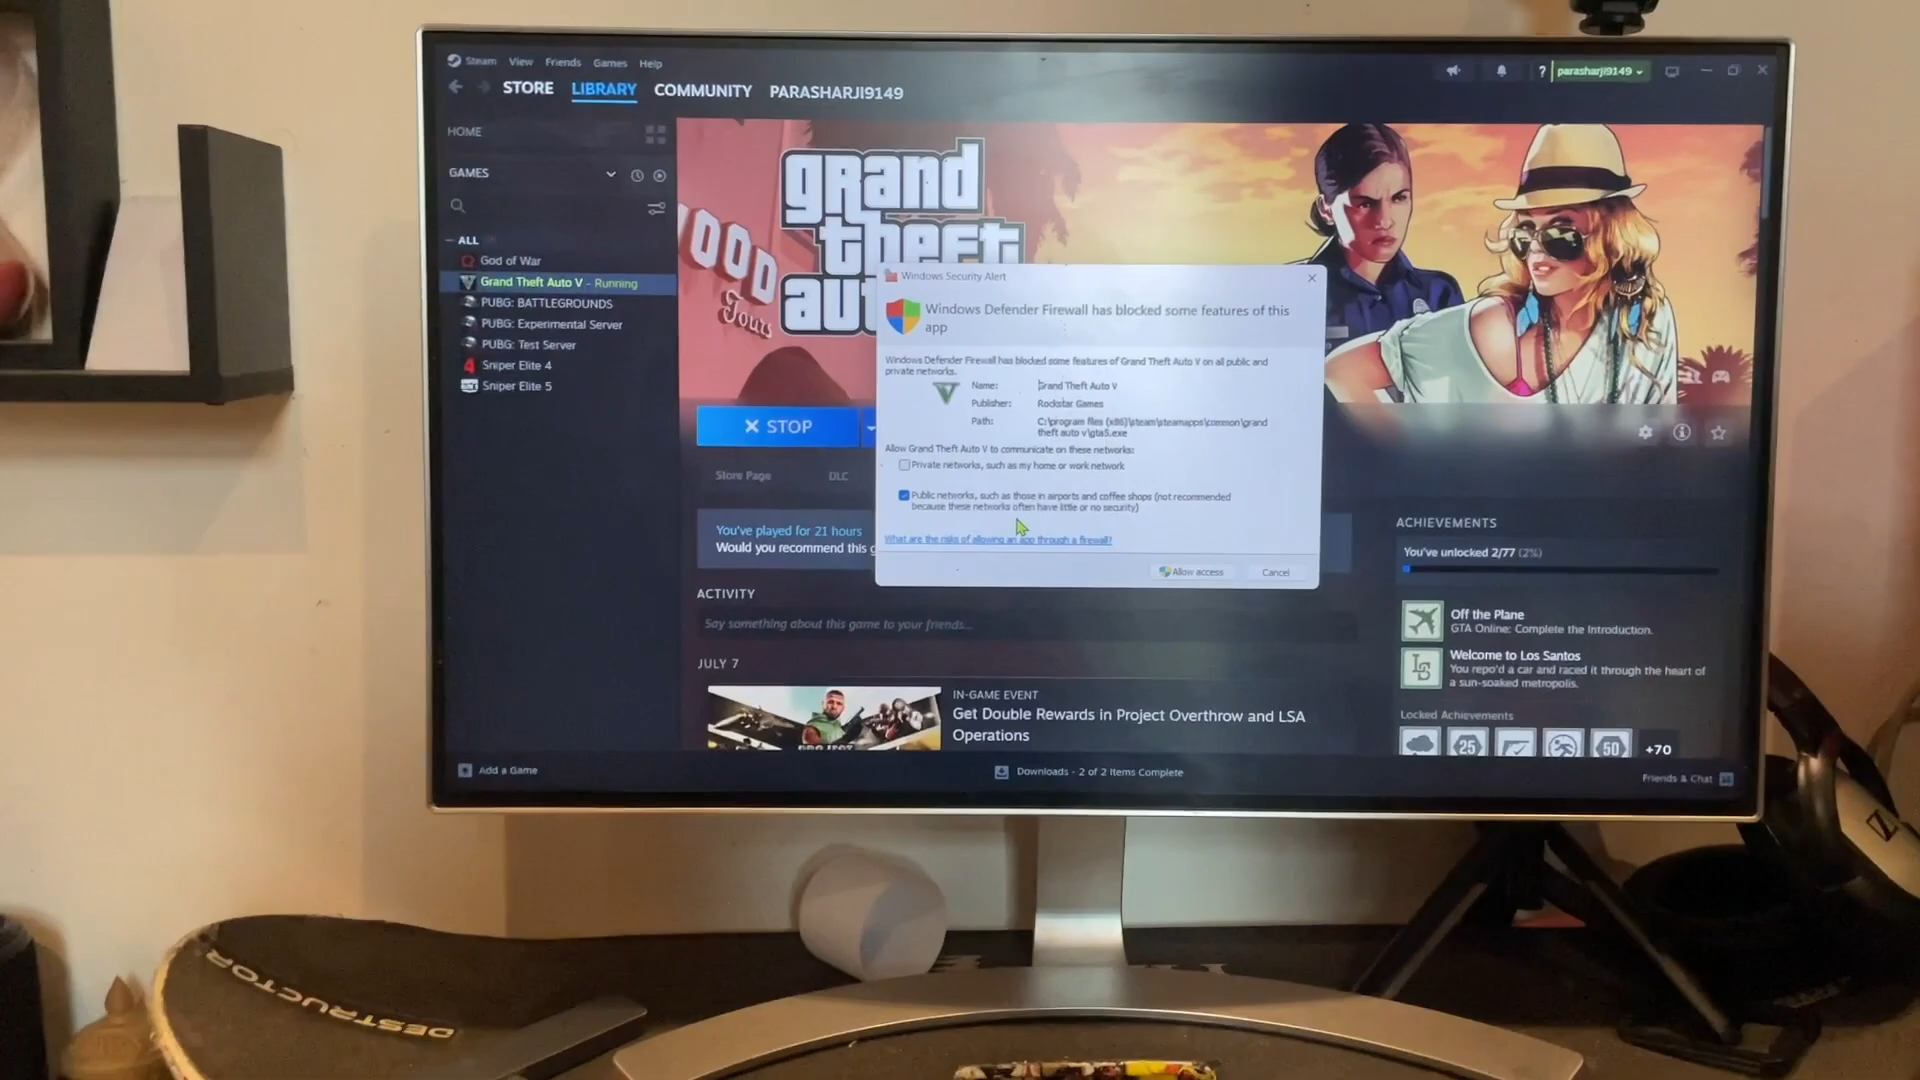 Steam View Friends Games Help
? parasharji9149
STORE LIBRARY COMMUNITY PARASHARJI9149
HOME
GAMES
ALL
God of War
Grand Theft Auto V - Running
PUBG: BATTLEGROUNDS
PUBG: Experimental Server
PUBG: Test Server
Sniper Elite 4
Sniper Elite 5
grand
theft
OOD
Tours
Windows Security Alert
Windows Defender Firewall has blocked some features of this
app
Windows Defender Firewall has blocked some features of Grand Theft Auto V on all public and
private networks.
Name: Grand Theft Auto V
Publisher: Rockstar Games
Path: C:\program files (x86)\steam\steamapps\common\grand
theft auto v\gta5.exe
Allow Grand Theft Auto V to communicate on these networks:
Private networks, such as my home or work network
Public networks, such as those in airports and coffee shops (not recommended
because these networks often have little or no security)
What are the risks of allowing an app through a firewall?
Allow access Cancel
STOP
Store Page DLC
You've played for 21 hours
Would you recommend this g
ACTIVITY
Say something about this game to your friends...
JULY 7
IN-GAME EVENT
Get Double Rewards in Project Overthrow and LSA
Operations
ACHIEVEMENTS
You've unlocked 2/77 (2%)
Off the Plane
GTA Online: Complete the Introduction.
Welcome to Los Santos
You repo'd a car and raced it through the heart of
a sun-soaked metropolis.
Locked Achievements
25 50 +70
Add a Game
Downloads - 2 of 2 Items Complete
Friends & Chat
DESTRUCTOR